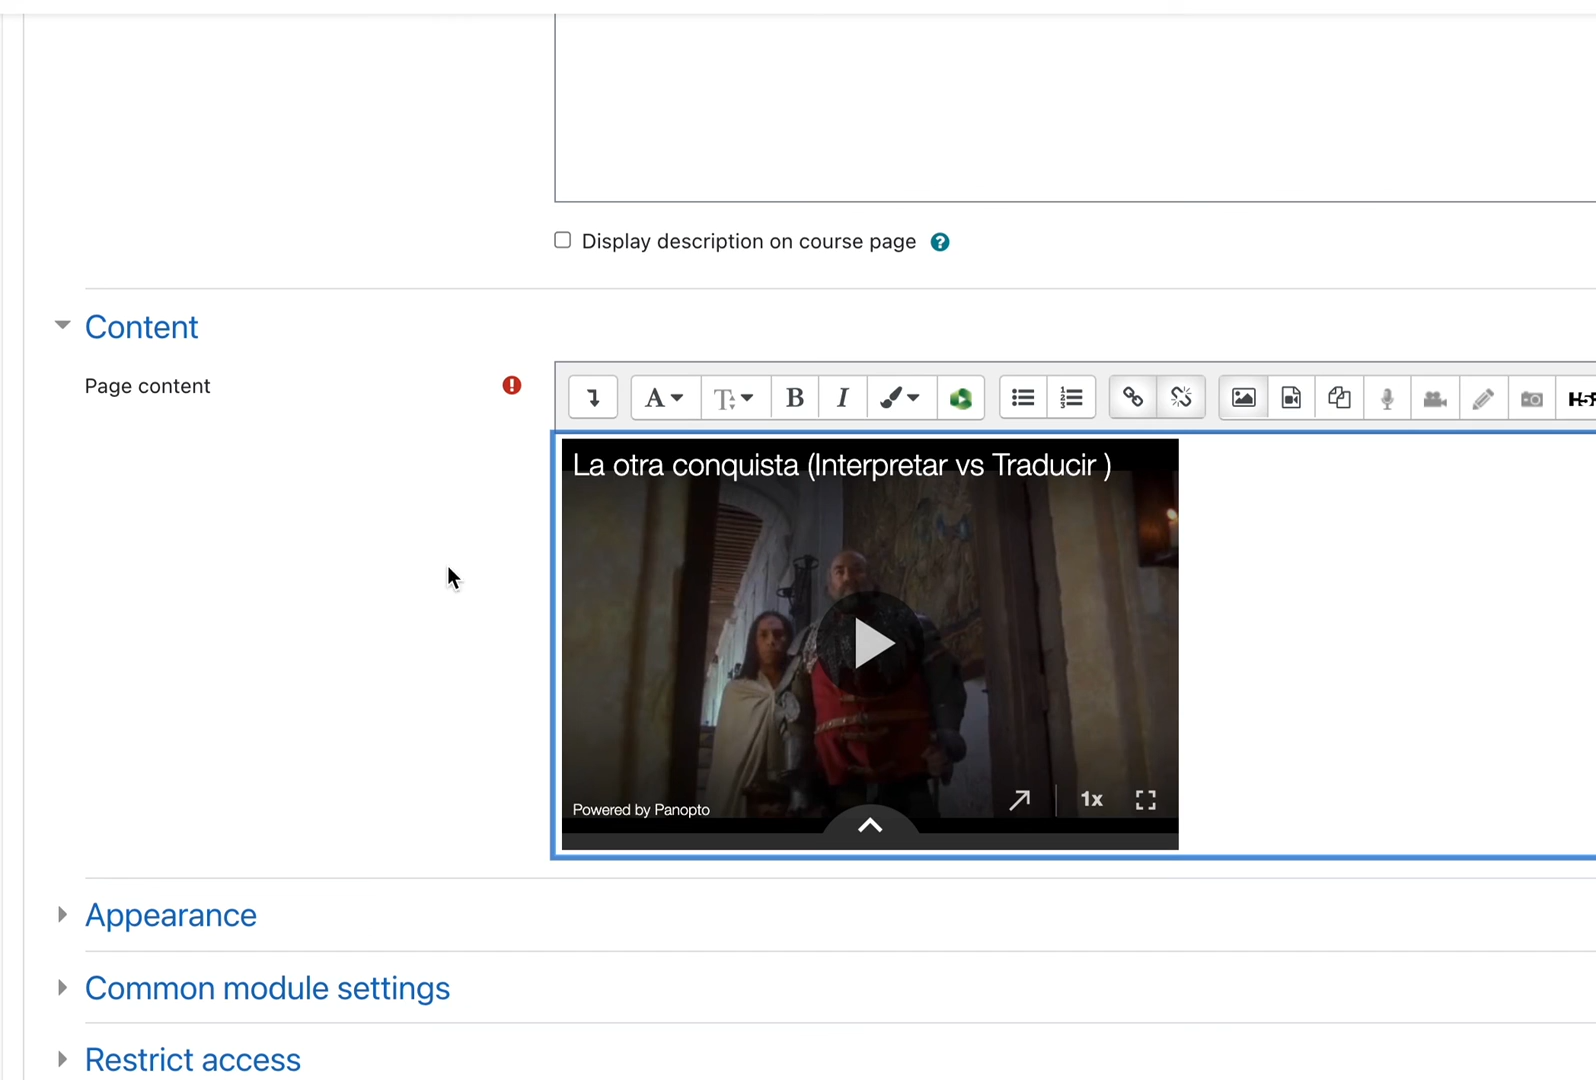 Display description on course page
Content
Page content
A
T
B
I
H-5
La otra conquista (Interpretar vs Traducir )
Powered by Panopto
1x
Appearance
Common module settings
Restrict access